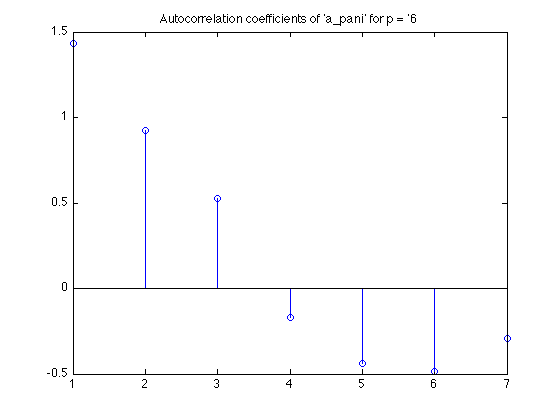 Autocorrelation coefficients of 'a_pani' for p = '6
1.5
1
0.5
0
-0.5
1 2 3 4 5 6 7